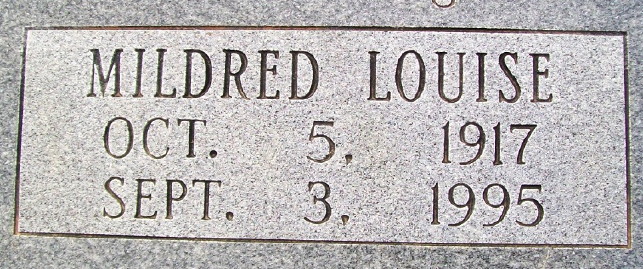 MILDRED LOUISE
OCT. 5, 1917
SEPT. 3, 1995